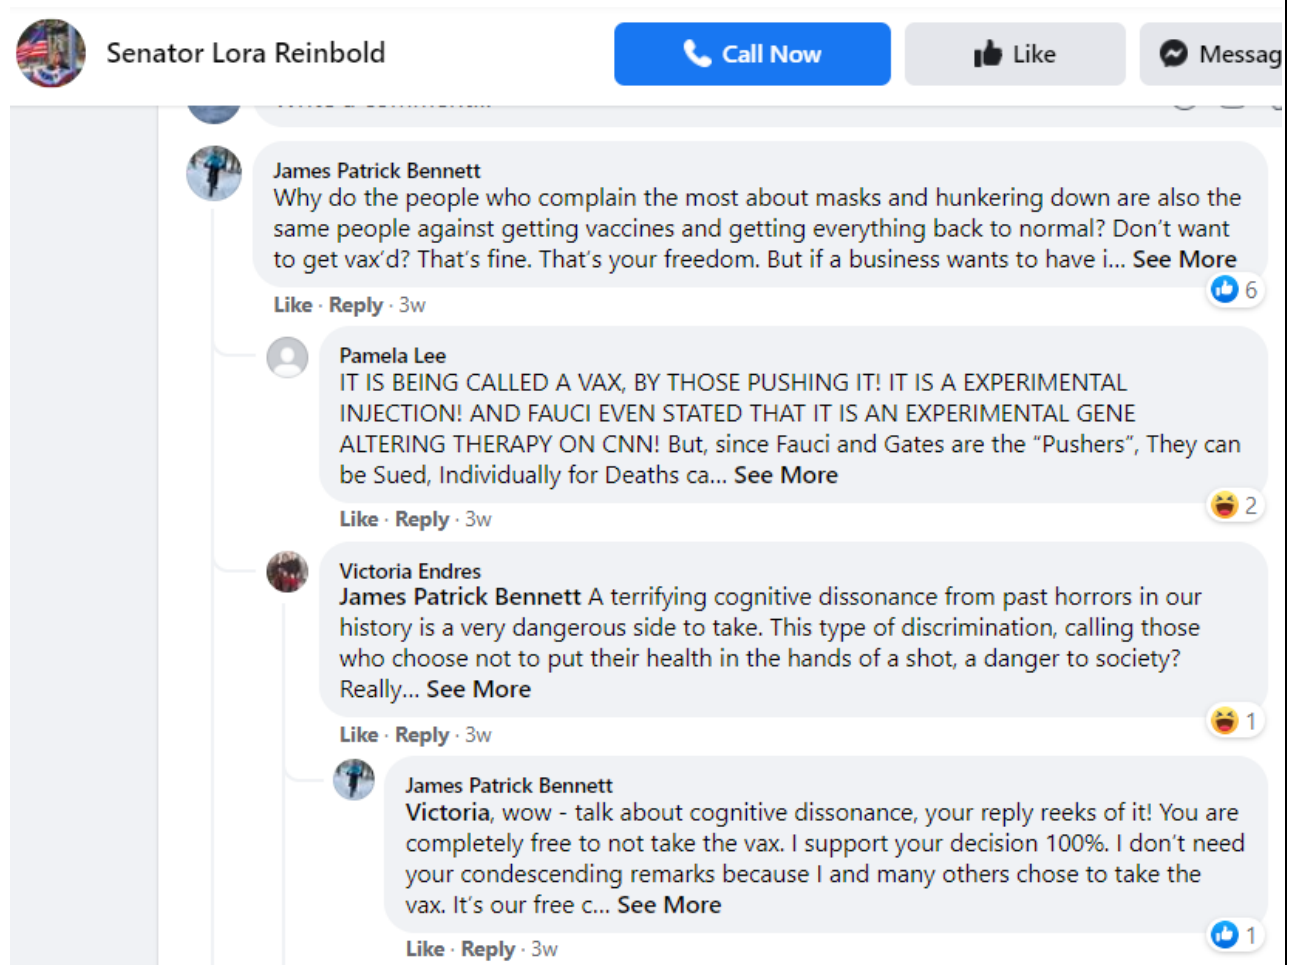 Senator Lora Reinbold
Call Now
Like
Messag
James Patrick Bennett
Why do the people who complain the most about masks and hunkering down are also the
same people against getting vaccines and getting everything back to normal? Don't want
to get vax'd? That's fine. That's your freedom. But if a business wants to have i... See More
6
Like · Reply · 3w
Pamela Lee
IT IS BEING CALLED A VAX, BY THOSE PUSHING IT! IT IS A EXPERIMENTAL
INJECTION! AND FAUCI EVEN STATED THAT IT IS AN EXPERIMENTAL GENE
ALTERING THERAPY ON CNN! But, since Fauci and Gates are the “Pushers”, They can
be Sued, Individually for Deaths ca... See More
2
Like · Reply · 3w
Victoria Endres
James Patrick Bennett A terrifying cognitive dissonance from past horrors in our
history is a very dangerous side to take. This type of discrimination, calling those
who choose not to put their health in the hands of a shot, a danger to society?
Really... See More
1
Like · Reply · 3w
James Patrick Bennett
Victoria, wow - talk about cognitive dissonance, your reply reeks of it! You are
completely free to not take the vax. I support your decision 100%. I don't need
your condescending remarks because I and many others chose to take the
vax. It's our free c... See More
1
Like · Reply · 3w